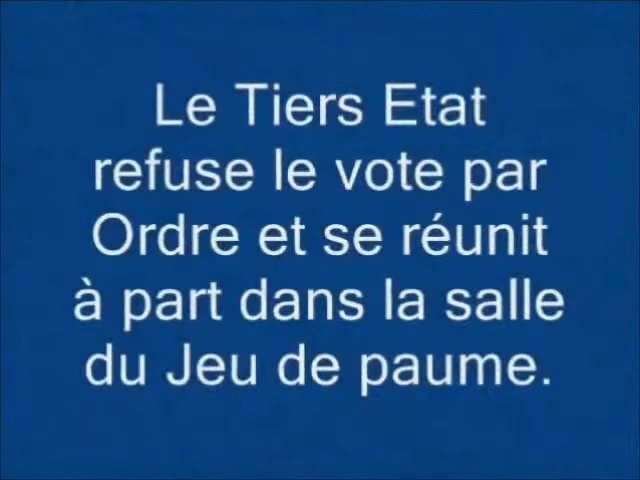 Le Tiers Etat
refuse le vote par
Ordre et se réunit
à part dans la salle
du Jeu de paume.